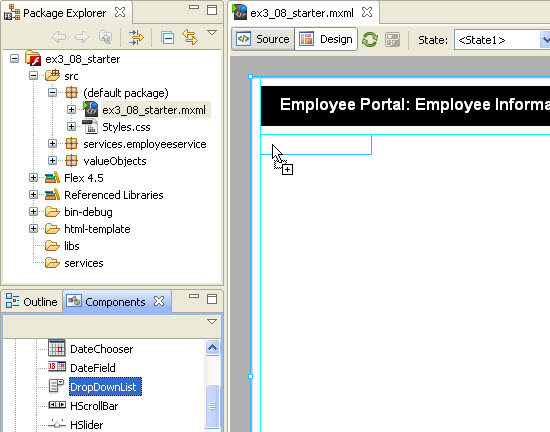 Package Explorer
ex3_08_starter
src
(default package)
ex3_08_starter.mxml
Styles.css
services.employeeservice
valueObjects
Flex 4.5
Referenced Libraries
bin-debug
html-template
libs
services
Outline
Components
DateChooser
DateField
DropDownList
HScrollBar
HSlider
ex3_08_starter.mxml
Source
Design
State:
<State1>
Employee Portal: Employee Informa